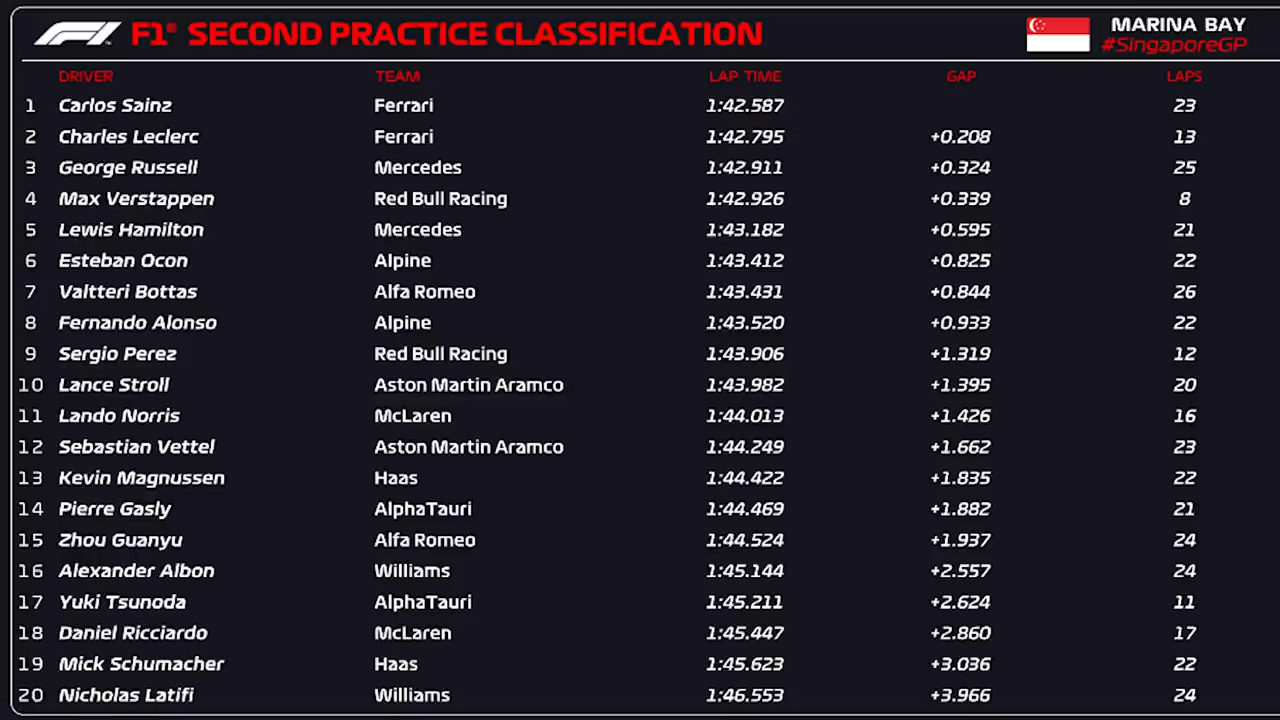 F1® SECOND PRACTICE CLASSIFICATION MARINA BAY
#SingaporeGP
DRIVER TEAM LAP TIME GAP LAPS
1 Carlos Sainz Ferrari 1:42.587 23
2 Charles Leclerc Ferrari 1:42.795 +0.208 13
3 George Russell Mercedes 1:42.911 +0.324 25
4 Max Verstappen Red Bull Racing 1:42.926 +0.339 8
5 Lewis Hamilton Mercedes 1:43.182 +0.595 21
6 Esteban Ocon Alpine 1:43.412 +0.825 22
7 Valtteri Bottas Alfa Romeo 1:43.431 +0.844 26
8 Fernando Alonso Alpine 1:43.520 +0.933 22
9 Sergio Perez Red Bull Racing 1:43.906 +1.319 12
10 Lance Stroll Aston Martin Aramco 1:43.982 +1.395 20
11 Lando Norris McLaren 1:44.013 +1.426 16
12 Sebastian Vettel Aston Martin Aramco 1:44.249 +1.662 23
13 Kevin Magnussen Haas 1:44.422 +1.835 22
14 Pierre Gasly AlphaTauri 1:44.469 +1.882 21
15 Zhou Guanyu Alfa Romeo 1:44.524 +1.937 24
16 Alexander Albon Williams 1:45.144 +2.557 24
17 Yuki Tsunoda AlphaTauri 1:45.211 +2.624 11
18 Daniel Ricciardo McLaren 1:45.447 +2.860 17
19 Mick Schumacher Haas 1:45.623 +3.036 22
20 Nicholas Latifi Williams 1:46.553 +3.966 24